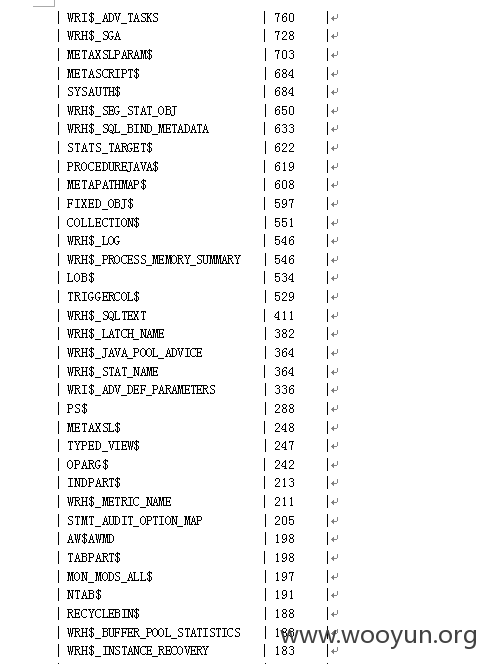 | WRI$_ADV_TASKS | 760 |
| WRH$_SGA | 728 |
| METAXSLPARAM$ | 703 |
| METASCRIPT$ | 684 |
| SYSAUTH$ | 684 |
| WRH$_SEG_STAT_OBJ | 650 |
| WRH$_SQL_BIND_METADATA | 633 |
| STATS_TARGET$ | 622 |
| PROCEDUREJAVA$ | 619 |
| METAPATHMAP$ | 608 |
| FIXED_OBJ$ | 597 |
| COLLECTION$ | 551 |
| WRH$_LOG | 546 |
| WRH$_PROCESS_MEMORY_SUMMARY | 546 |
| LOB$ | 534 |
| TRIGGERCOL$ | 529 |
| WRH$_SQLTEXT | 411 |
| WRH$_LATCH_NAME | 382 |
| WRH$_JAVA_POOL_ADVICE | 364 |
| WRH$_STAT_NAME | 364 |
| WRI$_ADV_DEF_PARAMETERS | 336 |
| PS$ | 288 |
| METAXSL$ | 248 |
| TYPED_VIEW$ | 247 |
| OPARG$ | 242 |
| INDPART$ | 213 |
| WRH$_METRIC_NAME | 211 |
| STMT_AUDIT_OPTION_MAP | 205 |
| AW$AWMD | 198 |
| TABPART$ | 198 |
| MON_MODS_ALL$ | 197 |
| NTAB$ | 191 |
| RECYCLEBIN$ | 188 |
| WRH$_BUFFER_POOL_STATISTICS | |
www.wooyun.org
| WRH$_INSTANCE_RECOVERY | 183 |